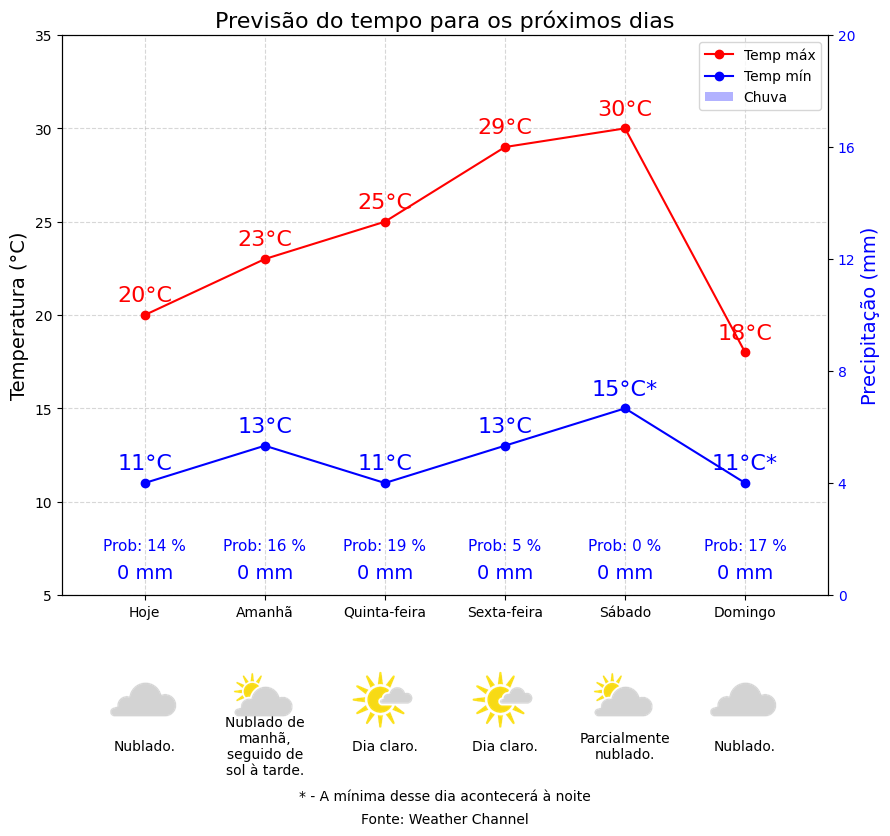 Previsão do tempo para os próximos dias
Temp máx
Temp mín
Chuva
Temperatura (°C)
Precipitação (mm)
35
30
25
20
15
10
5
20
16
12
8
4
0
20°C
23°C
25°C
29°C
30°C
18°C
11°C
13°C
11°C
13°C
15°C*
11°C*
Prob: 14 %
Prob: 16 %
Prob: 19 %
Prob: 5 %
Prob: 0 %
Prob: 17 %
0 mm
0 mm
0 mm
0 mm
0 mm
0 mm
Hoje
Amanhã
Quinta-feira
Sexta-feira
Sábado
Domingo
Nublado.
Nublado de
manhã,
seguido de
sol à tarde.
Dia claro.
Dia claro.
Parcialmente
nublado.
Nublado.
* - A mínima desse dia acontecerá à noite
Fonte: Weather Channel